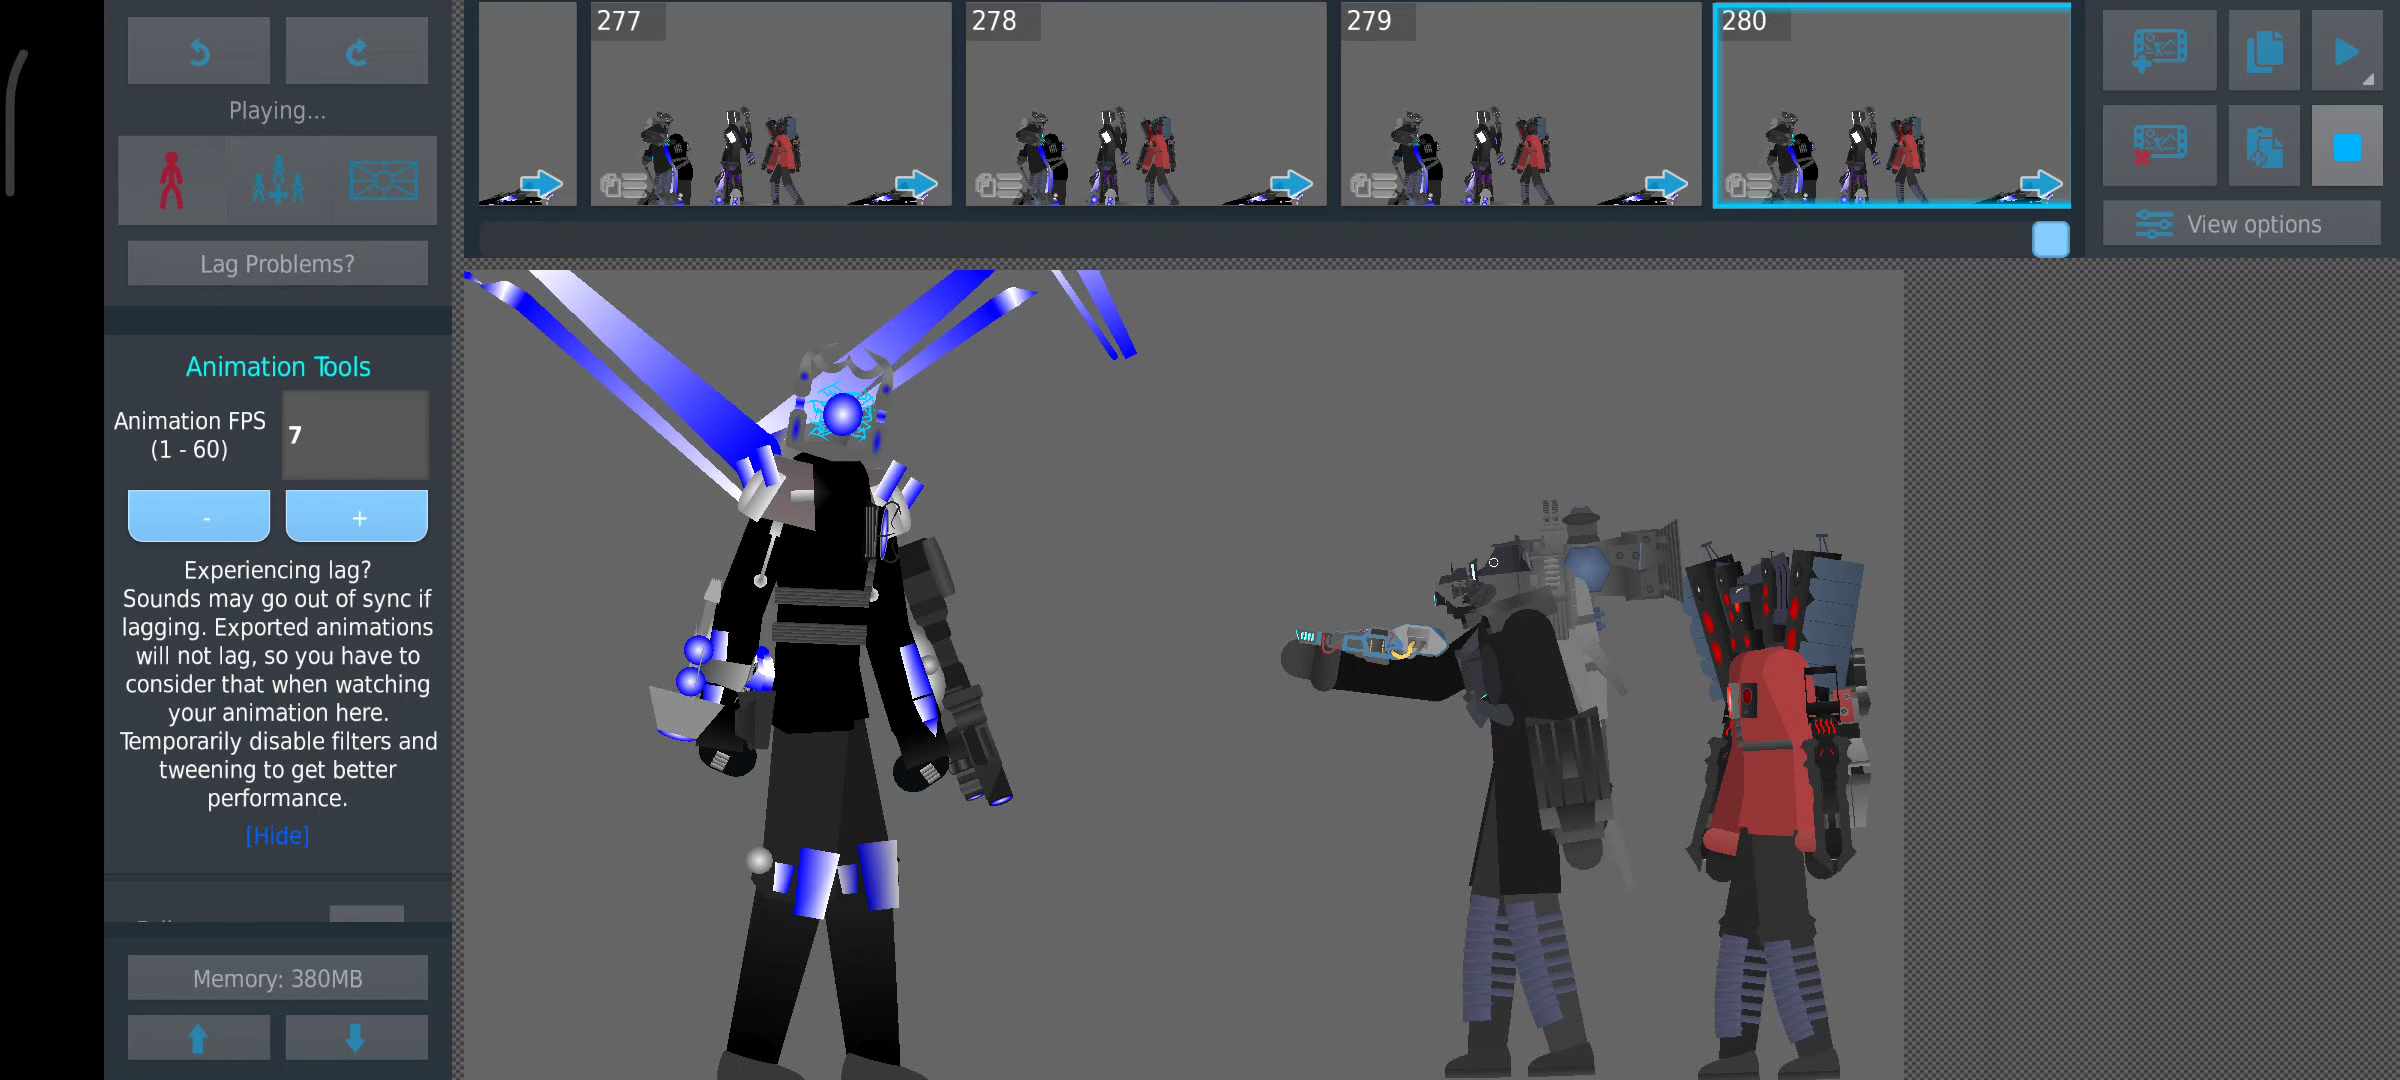 277
278
279
280
Playing...
View options
Lag Problems?
Animation Tools
Animation FPS
(1 - 60)
7
-
+
Experiencing lag?
Sounds may go out of sync if
lagging. Exported animations
will not lag, so you have to
consider that when watching
your animation here.
Temporarily disable filters and
tweening to get better
performance.
[Hide]
Memory: 380MB